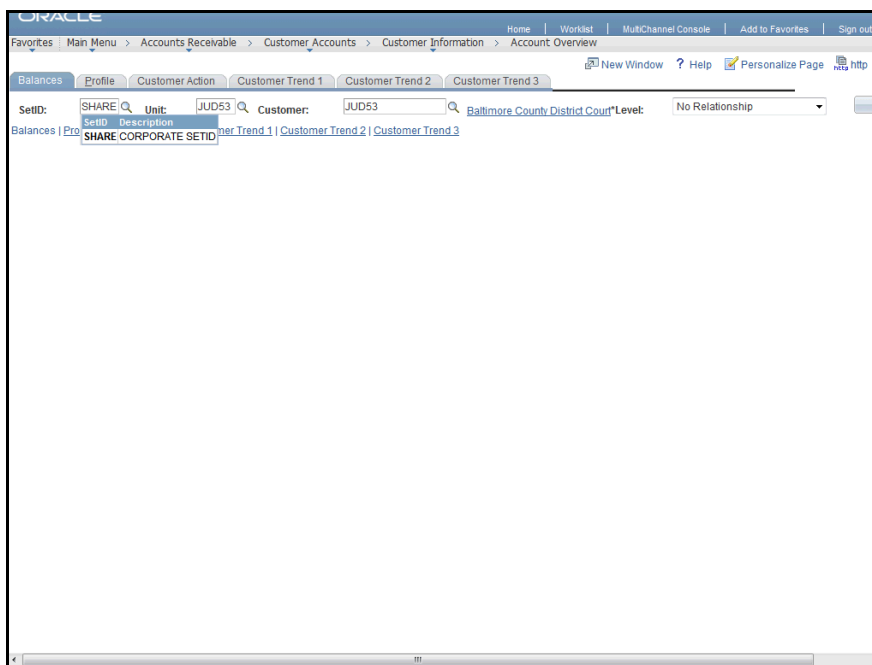 ORACLE
Home | Worklist | MultiChannel Console | Add to Favorites | Sign out
Favorites Main Menu > Accounts Receivable > Customer Accounts > Customer Information > Account Overview
New Window ? Help Personalize Page http
Balances Profile Customer Action Customer Trend 1 Customer Trend 2 Customer Trend 3
SetID: SHARE Unit: JUD53 Customer: JUD53 Baltimore County District Court *Level: No Relationship
SetID Description
Balances | Pro mer Trend 1 | Customer Trend 2 | Customer Trend 3
SHARE CORPORATE SETID